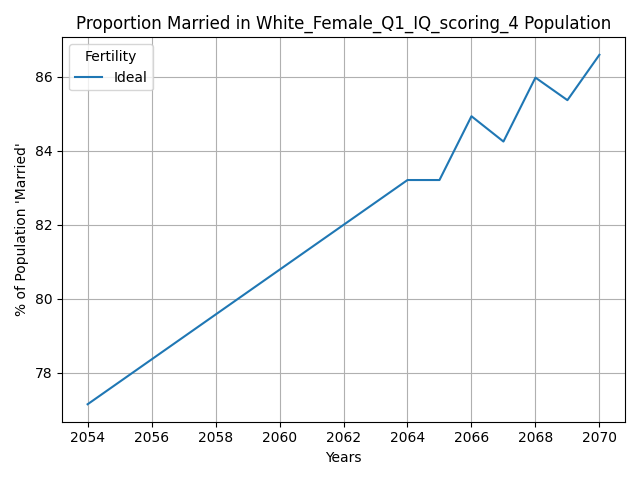 Proportion Married in White_Female_Q1_IQ_scoring_4 Population
Fertility
Ideal
86
84
82
80
78
% of Population 'Married'
2054 2056 2058 2060 2062 2064 2066 2068 2070
Years